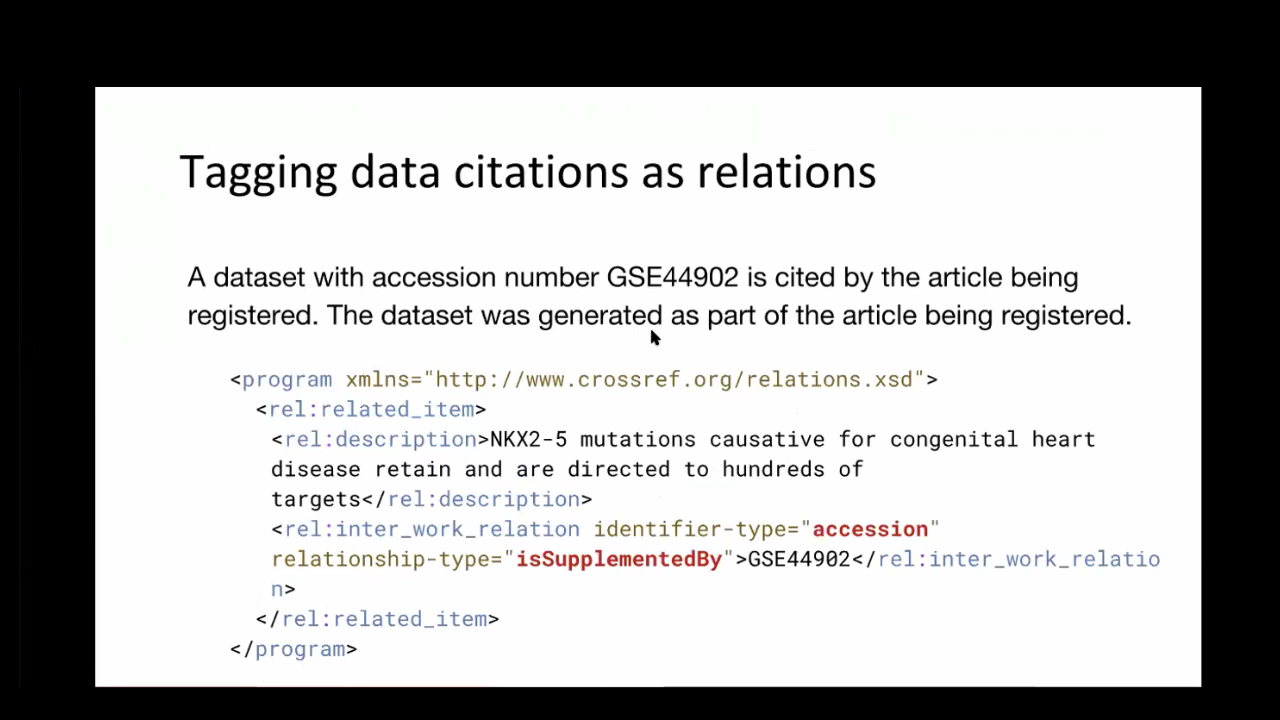 Tagging data citations as relations
A dataset with accession number GSE44902 is cited by the article being
registered. The dataset was generated as part of the article being registered.
<program xmlns="http://www.crossref.org/relations.xsd">
<rel:related_item>
<rel:description>NKX2-5 mutations causative for congenital heart
disease retain and are directed to hundreds of
targets</rel:description>
<rel:inter_work_relation identifier-type="accession"
relationship-type="isSupplementedBy">GSE44902</rel:inter_work_relatio
n>
</rel:related_item>
</program>